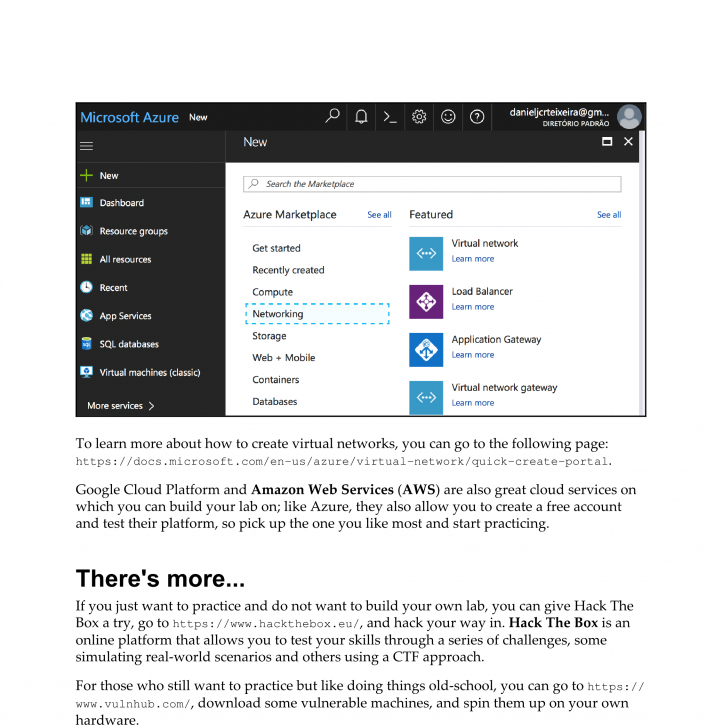 Microsoft Azure New
danieljcrteixeira@gm...
DIRETÓRIO PADRÃO
New
New
Dashboard
Resource groups
All resources
Recent
App Services
SQL databases
Virtual machines (classic)
More services
Search the Marketplace
Azure Marketplace See all
Get started
Recently created
Compute
Networking
Storage
Web + Mobile
Containers
Databases
Featured See all
Virtual network
Learn more
Load Balancer
Learn more
Application Gateway
Learn more
Virtual network gateway
Learn more
To learn more about how to create virtual networks, you can go to the following page:
https://docs.microsoft.com/en-us/azure/virtual-network/quick-create-portal.
Google Cloud Platform and Amazon Web Services (AWS) are also great cloud services on
which you can build your lab on; like Azure, they also allow you to create a free account
and test their platform, so pick up the one you like most and start practicing.
There's more...
If you just want to practice and do not want to build your own lab, you can give Hack The
Box a try, go to https://www.hackthebox.eu/, and hack your way in. Hack The Box is an
online platform that allows you to test your skills through a series of challenges, some
simulating real-world scenarios and others using a CTF approach.
For those who still want to practice but like doing things old-school, you can go to https://
www.vulnhub.com/, download some vulnerable machines, and spin them up on your own
hardware.